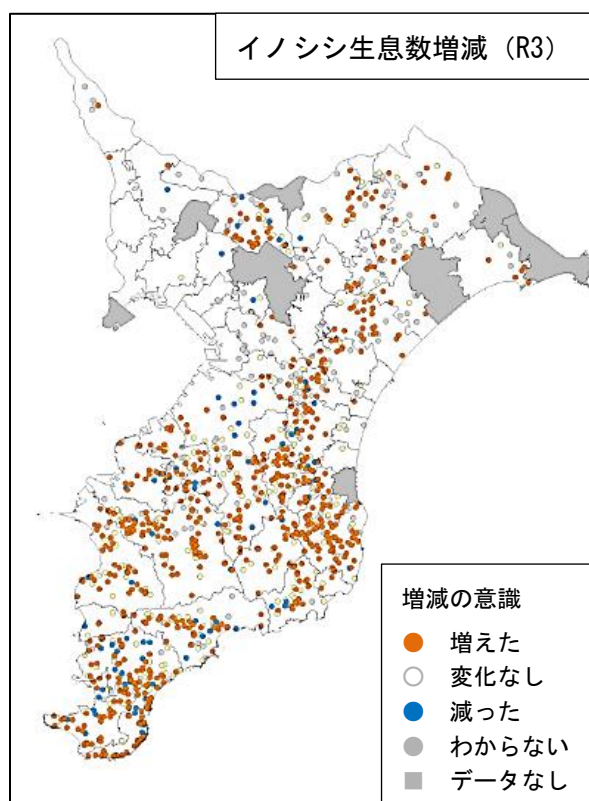 イノシシ生息数増減（R3）
増減の意識
増えた
変化なし
減った
わからない
データなし